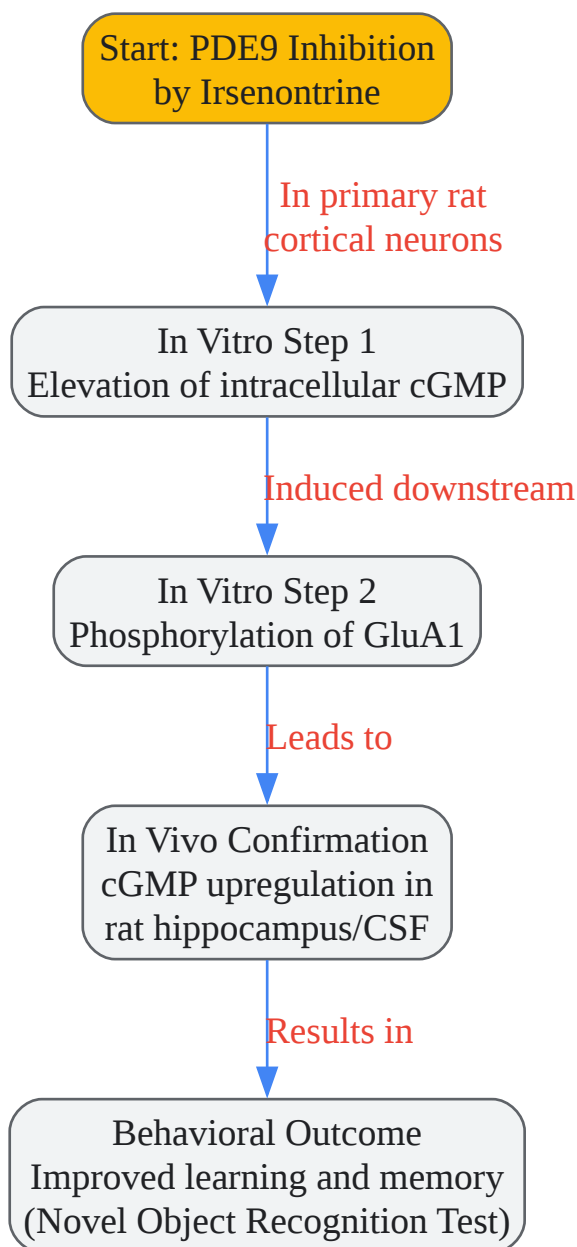 Start: PDE9 Inhibition
by Irsenontrine
In primary rat
cortical neurons
In Vitro Step 1
Elevation of intracellular cGMP
Induced downstream
In Vitro Step 2
Phosphorylation of GluA1
Leads to
In Vivo Confirmation
cGMP upregulation in
rat hippocampus/CSF
Results in
Behavioral Outcome
Improved learning and memory
(Novel Object Recognition Test)